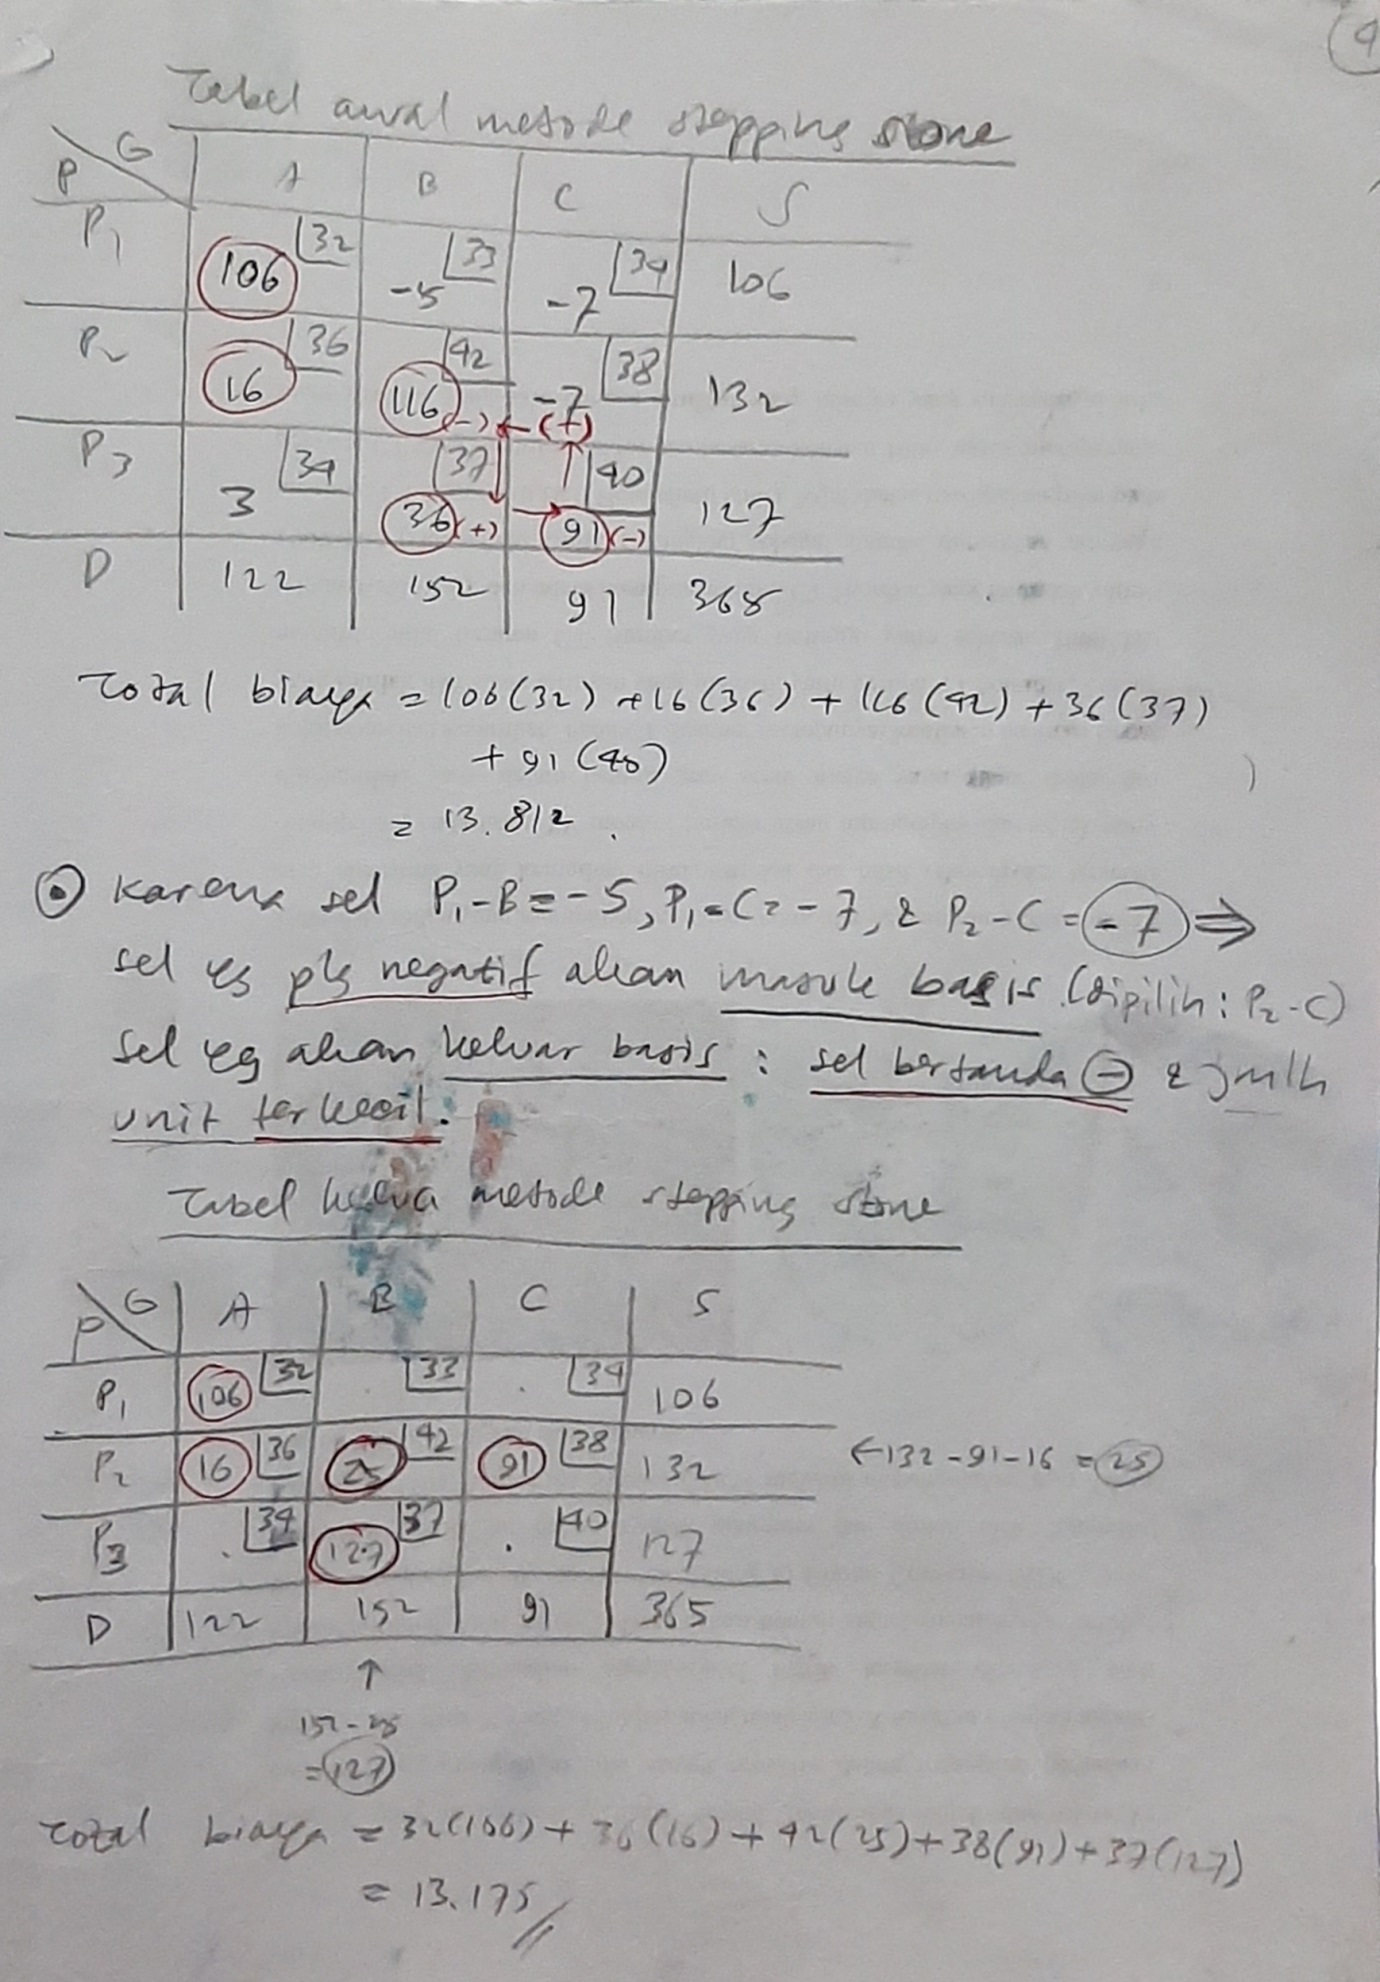 9
Tabel awal metode stepping stone
P \ G A B C S
P1 106 32 -5 33 -7 34 106
P2 16 36 116 42 (-) -7 38 (+) 132
P3 3 34 36 37 (+) 91 40 (-) 127
D 122 152 91 365
Total biaya = 106(32) + 16(36) + 116(42) + 36(37)
+ 91(40)
= 13.812.
Karena sel P1-B = -5, P1-C = -7, & P2-C = -7 ⇒
sel yg plg negatif akan masuk basis (dipilih: P2-C)
Sel yg akan keluar basis : sel bertanda (-) & jmlh
unit terkecil.
Tabel kedua metode stepping stone
P \ G A B C S
P1 106 32 . 33 . 34 106
P2 16 36 25 42 91 38 132 ←132-91-16 = 25
P3 . 34 127 37 . 40 127
D 122 152 91 365
↑
152-25
= 127
Total biaya = 32(106) + 36(16) + 42(25) + 38(91) + 37(127)
= 13.175//